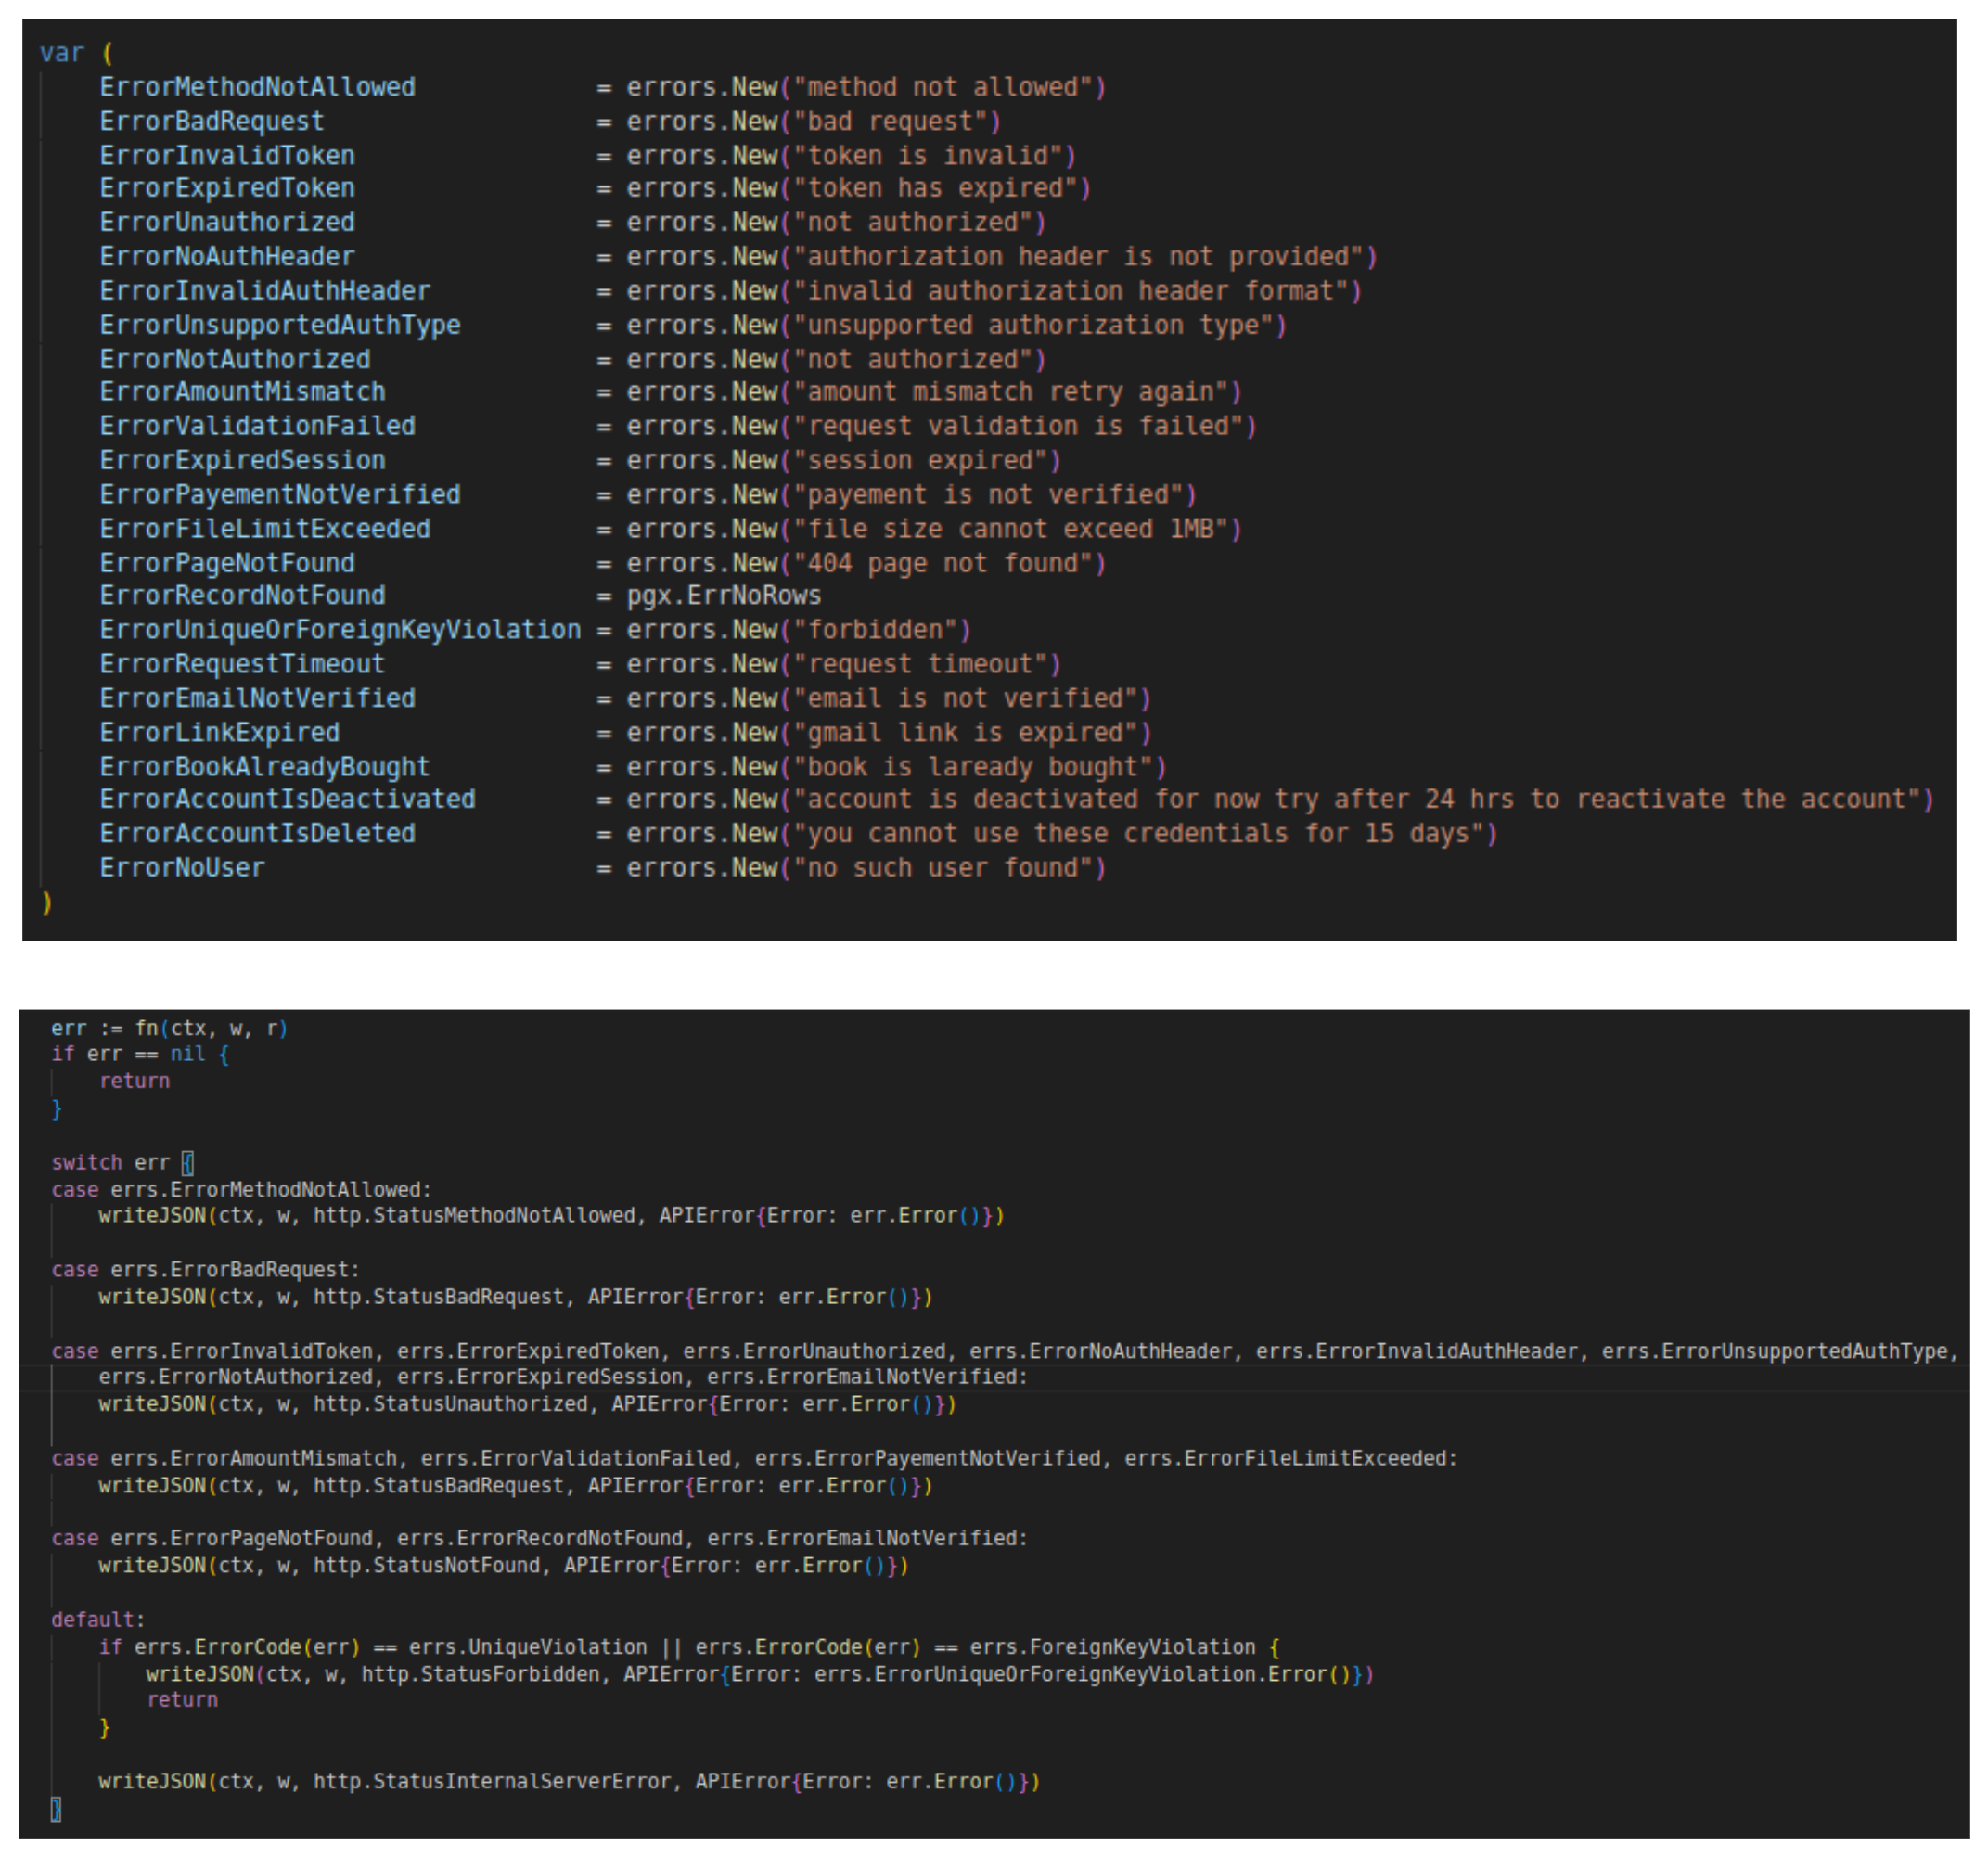 var (
    ErrorMethodNotAllowed            = errors.New("method not allowed")
    ErrorBadRequest                  = errors.New("bad request")
    ErrorInvalidToken                = errors.New("token is invalid")
    ErrorExpiredToken                = errors.New("token has expired")
    ErrorUnauthorized                = errors.New("not authorized")
    ErrorNoAuthHeader                = errors.New("authorization header is not provided")
    ErrorInvalidAuthHeader           = errors.New("invalid authorization header format")
    ErrorUnsupportedAuthType         = errors.New("unsupported authorization type")
    ErrorNotAuthorized               = errors.New("not authorized")
    ErrorAmountMismatch              = errors.New("amount mismatch retry again")
    ErrorValidationFailed            = errors.New("request validation is failed")
    ErrorExpiredSession              = errors.New("session expired")
    ErrorPayementNotVerified         = errors.New("payement is not verified")
    ErrorFileLimitExceeded           = errors.New("file size cannot exceed 1MB")
    ErrorPageNotFound                = errors.New("404 page not found")
    ErrorRecordNotFound              = pgx.ErrNoRows
    ErrorUniqueOrForeignKeyViolation = errors.New("forbidden")
    ErrorRequestTimeout              = errors.New("request timeout")
    ErrorEmailNotVerified            = errors.New("email is not verified")
    ErrorLinkExpired                 = errors.New("gmail link is expired")
    ErrorBookAlreadyBought           = errors.New("book is laready bought")
    ErrorAccountIsDeactivated        = errors.New("account is deactivated for now try after 24 hrs to reactivate the account")
    ErrorAccountIsDeleted            = errors.New("you cannot use these credentials for 15 days")
    ErrorNoUser                      = errors.New("no such user found")
)
err := fn(ctx, w, r)
if err == nil {
    return
}
switch err {
case errs.ErrorMethodNotAllowed:
    writeJSON(ctx, w, http.StatusMethodNotAllowed, APIError{Error: err.Error()})
case errs.ErrorBadRequest:
    writeJSON(ctx, w, http.StatusBadRequest, APIError{Error: err.Error()})
case errs.ErrorInvalidToken, errs.ErrorExpiredToken, errs.ErrorUnauthorized, errs.ErrorNoAuthHeader, errs.ErrorInvalidAuthHeader, errs.ErrorUnsupportedAuthType,
    errs.ErrorNotAuthorized, errs.ErrorExpiredSession, errs.ErrorEmailNotVerified:
    writeJSON(ctx, w, http.StatusUnauthorized, APIError{Error: err.Error()})
case errs.ErrorAmountMismatch, errs.ErrorValidationFailed, errs.ErrorPayementNotVerified, errs.ErrorFileLimitExceeded:
    writeJSON(ctx, w, http.StatusBadRequest, APIError{Error: err.Error()})
case errs.ErrorPageNotFound, errs.ErrorRecordNotFound, errs.ErrorEmailNotVerified:
    writeJSON(ctx, w, http.StatusNotFound, APIError{Error: err.Error()})
default:
    if errs.ErrorCode(err) == errs.UniqueViolation || errs.ErrorCode(err) == errs.ForeignKeyViolation {
        writeJSON(ctx, w, http.StatusForbidden, APIError{Error: errs.ErrorUniqueOrForeignKeyViolation.Error()})
        return
    }
    writeJSON(ctx, w, http.StatusInternalServerError, APIError{Error: err.Error()})
}